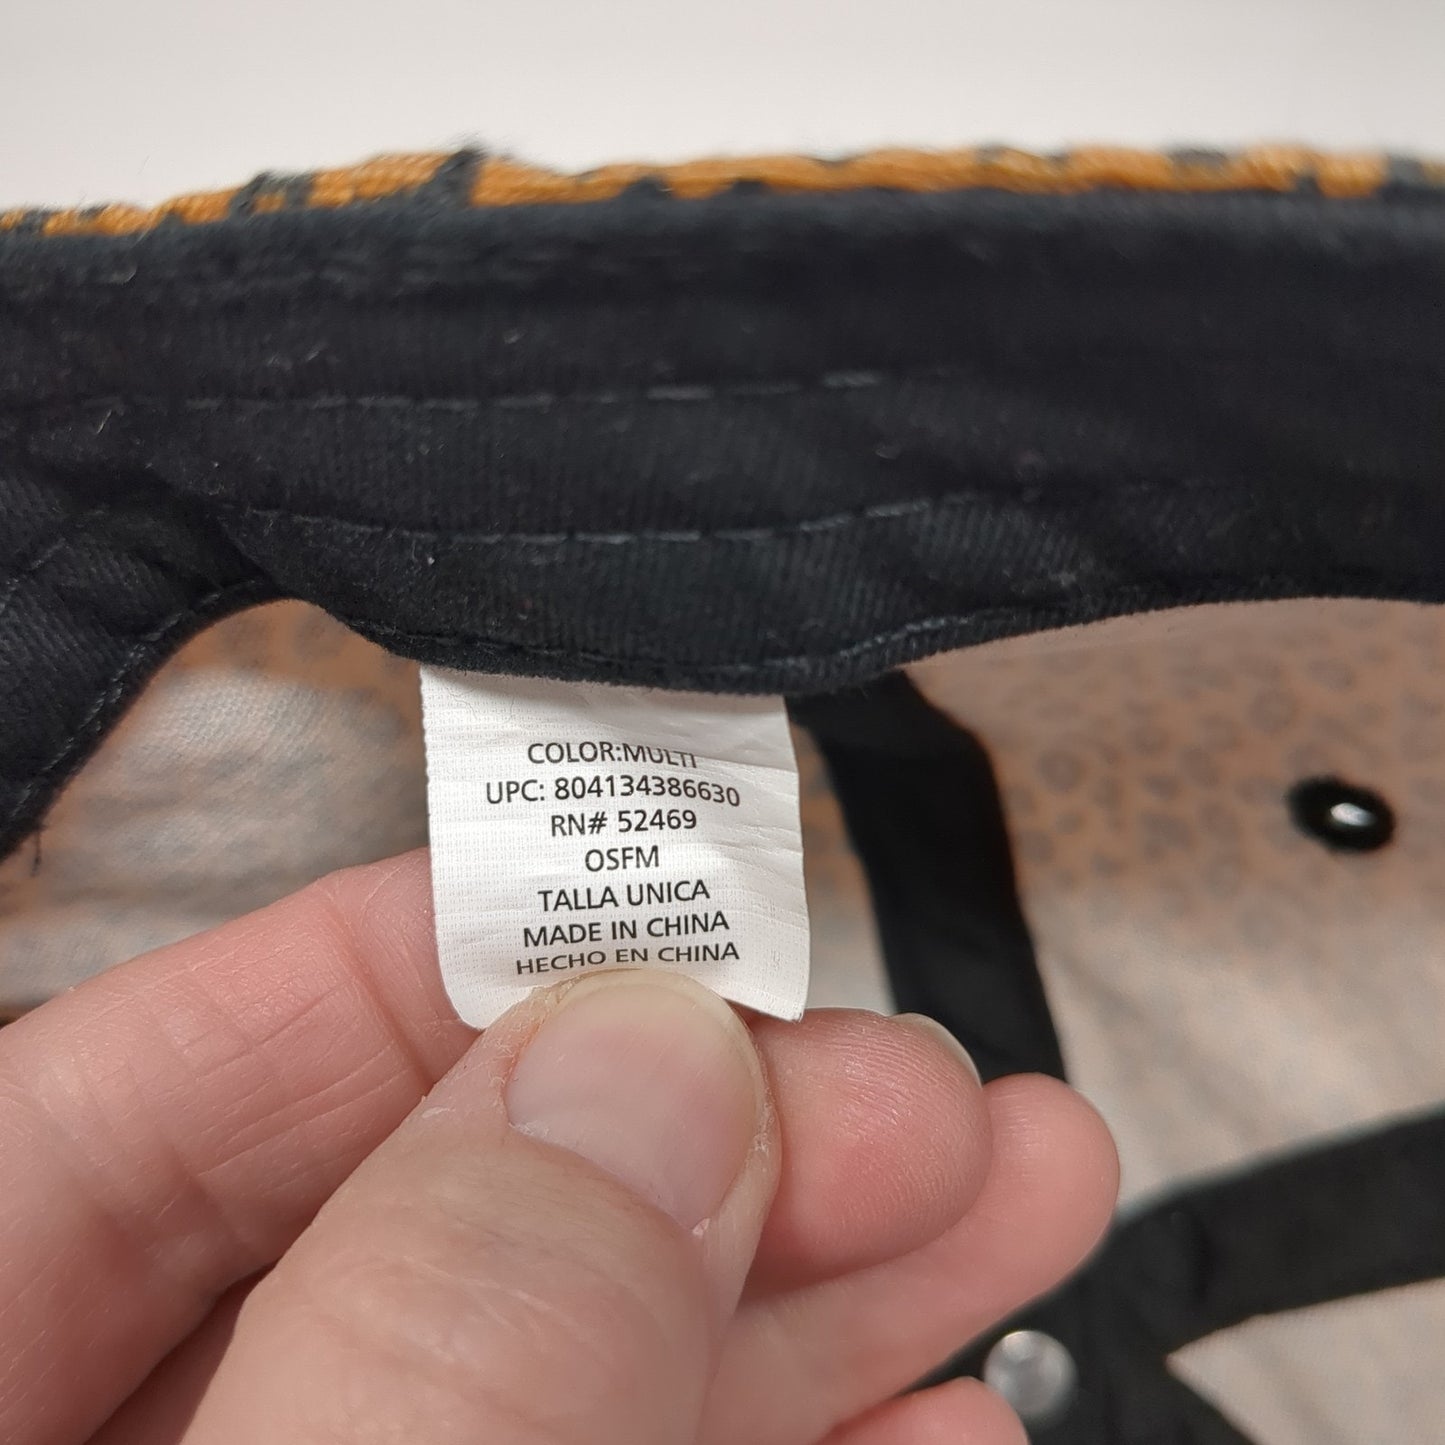 COLOR:MULTI
UPC: 804134386630
RN# 52469
OSFM
TALLA UNICA
MADE IN CHINA
HECHO EN CHINA